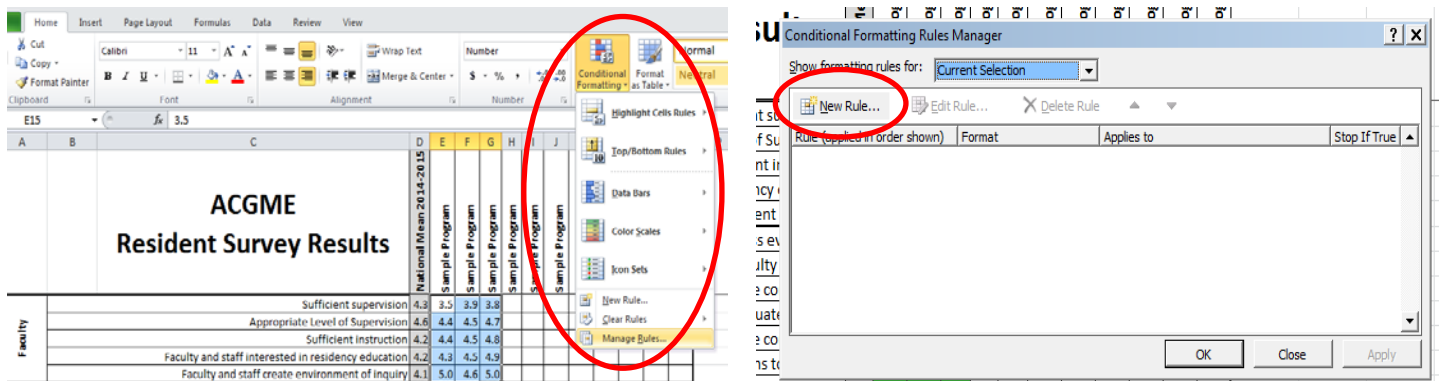 Home Insert Page Layout Formulas Data Review View
Cut
Copy
Format Painter
Clipboard
Calibri 11 A A
B I U A
Font
Wrap Text
Merge & Center
Alignment
Number
$ % ,
Number
Conditional Formatting
Format as Table
Normal
Neutral
E15 fx 3.5
A B C D E F G H I J
Highlight Cells Rules
Top/Bottom Rules
Data Bars
Color Scales
Icon Sets
New Rule...
Clear Rules
Manage Rules...
ACGME
Resident Survey Results
National Mean 2014-2015
Sample Program
Sample Program
Sample Program
Sample Program
Sample Program
Faculty
Sufficient supervision 4.3 3.5 3.9 3.8
Appropriate Level of Supervision 4.6 4.4 4.5 4.7
Sufficient instruction 4.2 4.4 4.5 4.8
Faculty and staff interested in residency education 4.2 4.3 4.5 4.9
Faculty and staff create environment of inquiry 4.1 5.0 4.6 5.0
Conditional Formatting Rules Manager ? X
Show formatting rules for: Current Selection
New Rule... Edit Rule... Delete Rule
Rule (applied in order shown) Format Applies to Stop If True
OK Close Apply